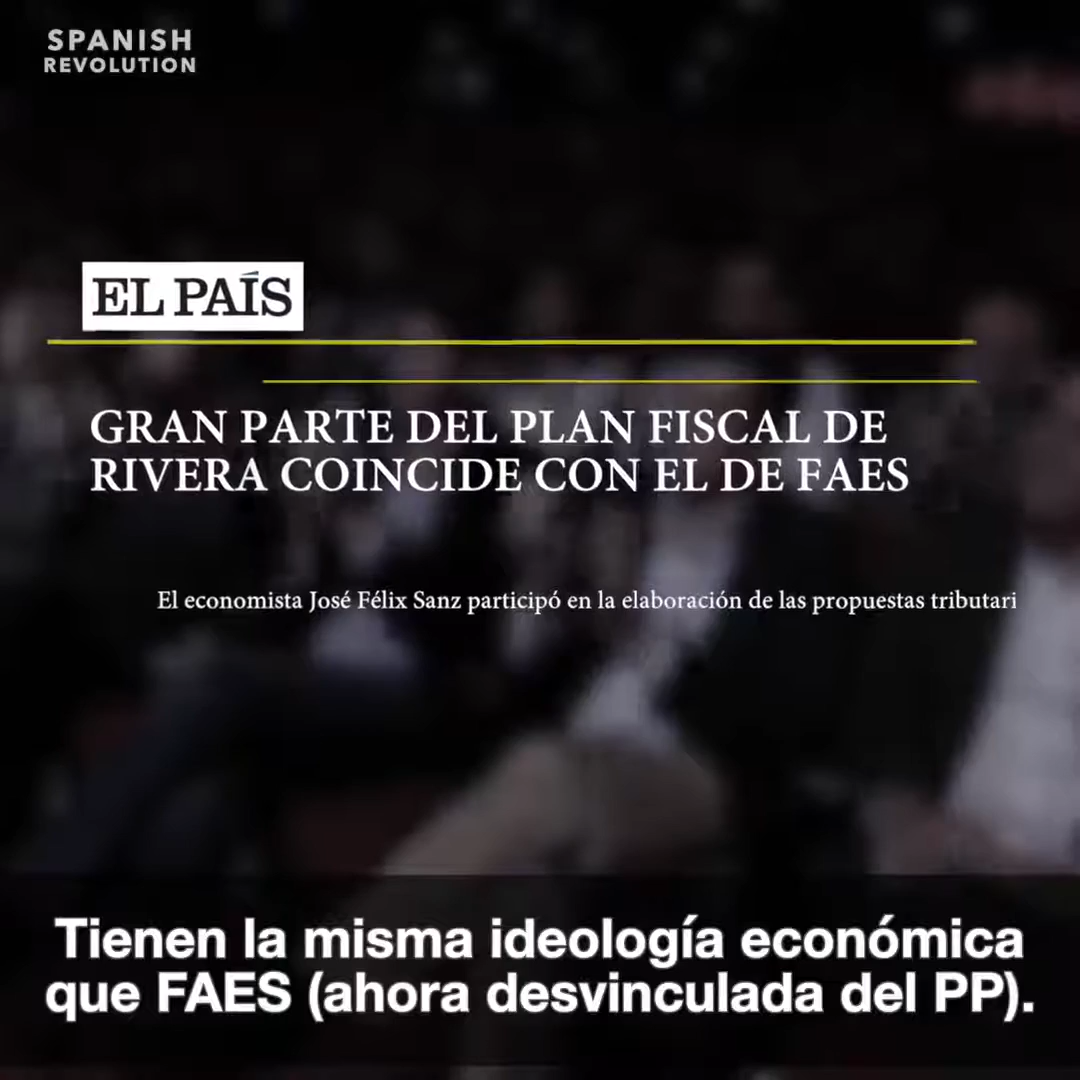 SPANISH
REVOLUTION
EL PAÍS
GRAN PARTE DEL PLAN FISCAL DE
RIVERA COINCIDE CON EL DE FAES
El economista José Félix Sanz participó en la elaboración de las propuestas tributari
Tienen la misma ideología económica
que FAES (ahora desvinculada del PP).